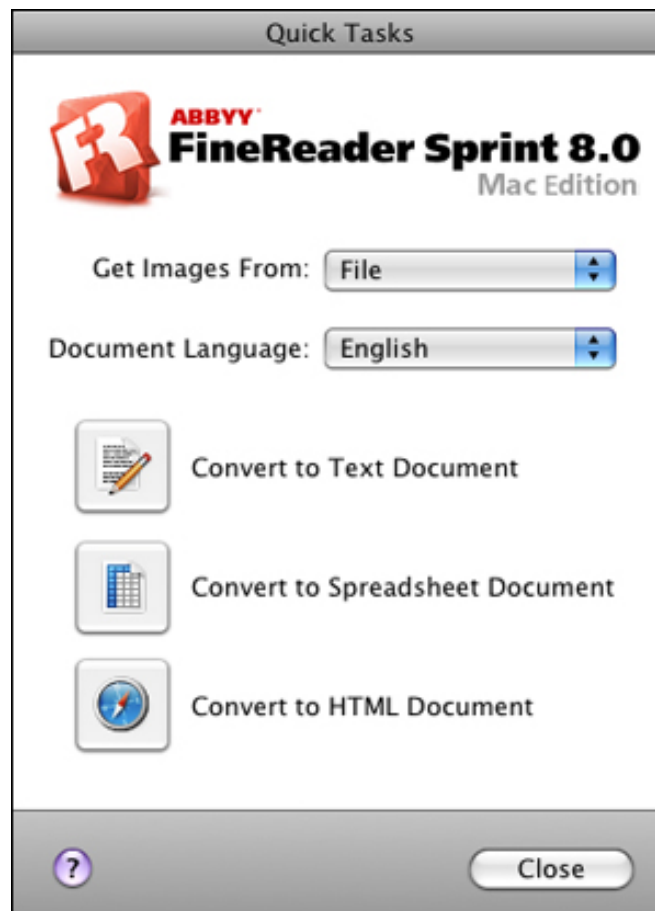 Quick Tasks
ABBYY
FineReader Sprint 8.0
Mac Edition
Get Images From: File
Document Language: English
Convert to Text Document
Convert to Spreadsheet Document
Convert to HTML Document
? Close